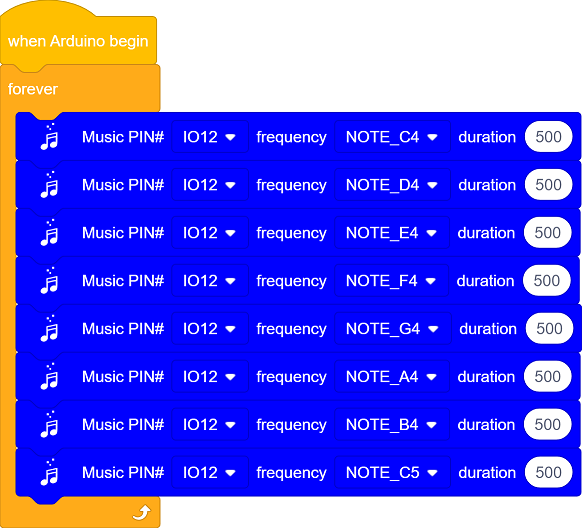 when Arduino begin
forever
Music PIN# IO12 frequency NOTE_C4 duration 500
Music PIN# IO12 frequency NOTE_D4 duration 500
Music PIN# IO12 frequency NOTE_E4 duration 500
Music PIN# IO12 frequency NOTE_F4 duration 500
Music PIN# IO12 frequency NOTE_G4 duration 500
Music PIN# IO12 frequency NOTE_A4 duration 500
Music PIN# IO12 frequency NOTE_B4 duration 500
Music PIN# IO12 frequency NOTE_C5 duration 500